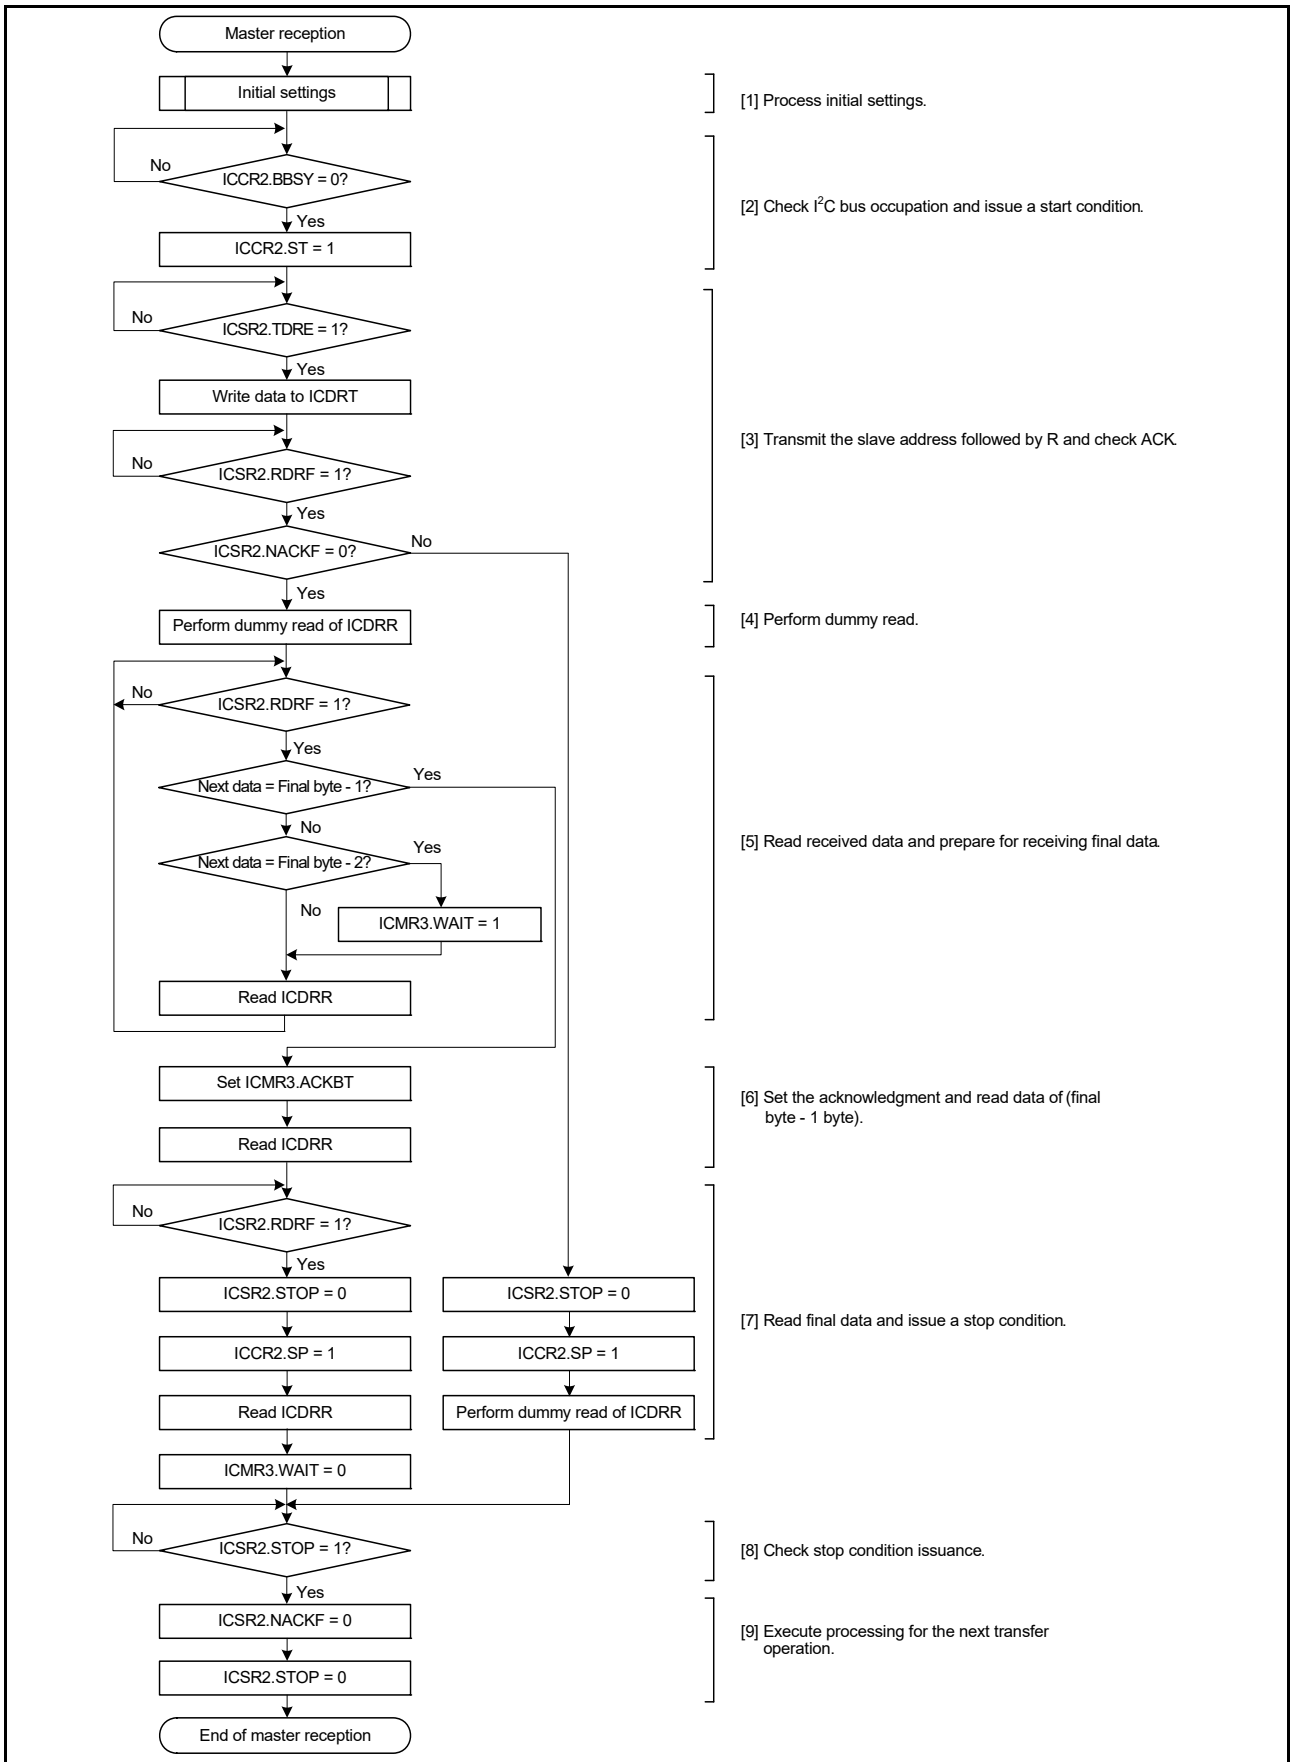 Master reception
Initial settings
[1] Process initial settings.
No
ICCR2.BBSY = 0?
Yes
[2] Check I2C bus occupation and issue a start condition.
ICCR2.ST = 1
No
ICSR2.TDRE = 1?
Yes
Write data to ICDRT
[3] Transmit the slave address followed by R and check ACK.
No
ICSR2.RDRF = 1?
Yes
ICSR2.NACKF = 0?
No
Yes
Perform dummy read of ICDRR
[4] Perform dummy read.
No
ICSR2.RDRF = 1?
Yes
Next data = Final byte - 1?
Yes
No
Next data = Final byte - 2?
Yes
[5] Read received data and prepare for receiving final data.
No
ICMR3.WAIT = 1
Read ICDRR
Set ICMR3.ACKBT
[6] Set the acknowledgment and read data of (final
byte - 1 byte).
Read ICDRR
No
ICSR2.RDRF = 1?
Yes
ICSR2.STOP = 0
ICSR2.STOP = 0
[7] Read final data and issue a stop condition.
ICCR2.SP = 1
ICCR2.SP = 1
Read ICDRR
Perform dummy read of ICDRR
ICMR3.WAIT = 0
No
ICSR2.STOP = 1?
[8] Check stop condition issuance.
Yes
ICSR2.NACKF = 0
[9] Execute processing for the next transfer
operation.
ICSR2.STOP = 0
End of master reception